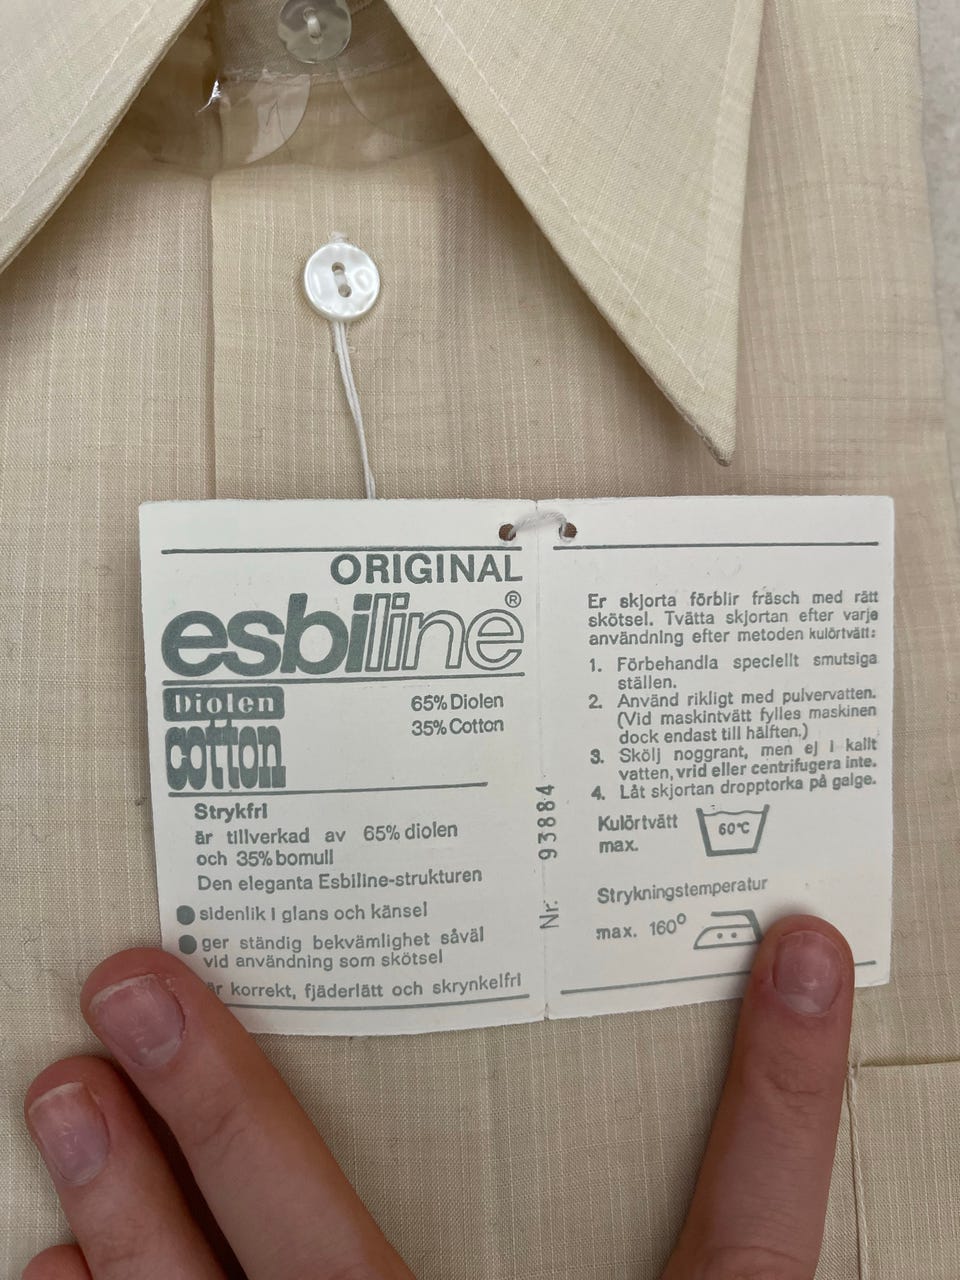 ORIGINAL
esbiline®
Diolen
cotton
65% Diolen
35% Cotton
Strykfri
är tillverkad av 65% diolen
och 35% bomull
Den eleganta Esbiline-strukturen
sidenlik i glans och känsel
ger ständig bekvämlighet såväl
vid användning som skötsel
är korrekt, fjäderlätt och skrynkelfri
Nr. 93884
Er skjorta förblir fräsch med rätt
skötsel. Tvätta skjortan efter varje
användning efter metoden kulörtvätt:
1. Förbehandla speciellt smutsiga
ställen.
2. Använd rikligt med pulvervatten.
(Vid maskintvätt fylles maskinen
dock endast till hälften.)
3. Skölj noggrant, men ej i kallt
vatten, vrid eller centrifugera inte.
4. Låt skjortan dropptorka på galge.
Kulörtvätt
max.
60°C
Strykningstemperatur
max. 160°